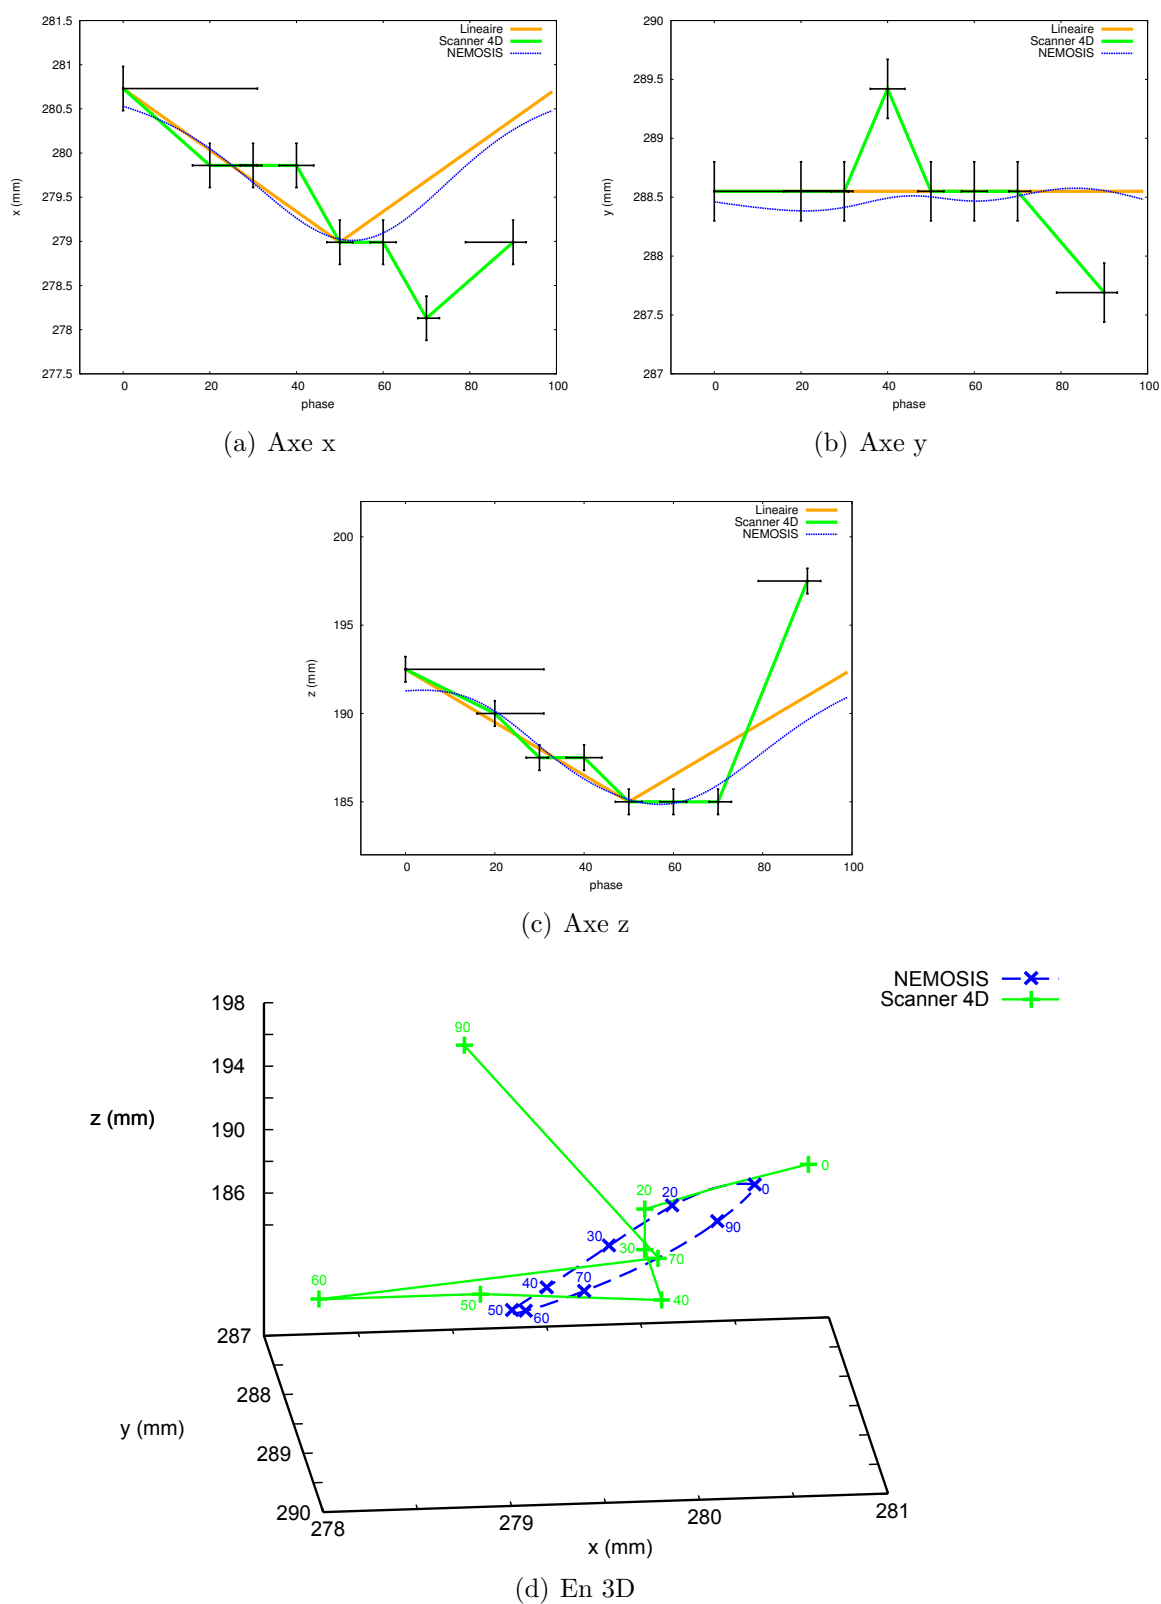 281.5
281
280.5
280
279.5
279
278.5
278
277.5
x (mm)
0 20 40 60 80 100
phase
Lineaire
Scanner 4D
NEMOSIS
(a) Axe x
290
289.5
289
288.5
288
287.5
287
y (mm)
0 20 40 60 80 100
phase
Lineaire
Scanner 4D
NEMOSIS
(b) Axe y
200
195
190
185
z (mm)
0 20 40 60 80 100
phase
Lineaire
Scanner 4D
NEMOSIS
(c) Axe z
NEMOSIS
Scanner 4D
198
194
190
186
z (mm)
90
0
20
20
0
90
30
30
70
60
40
70
50
40
50
60
287
288
289
290
y (mm)
278
279
280
281
x (mm)
(d) En 3D